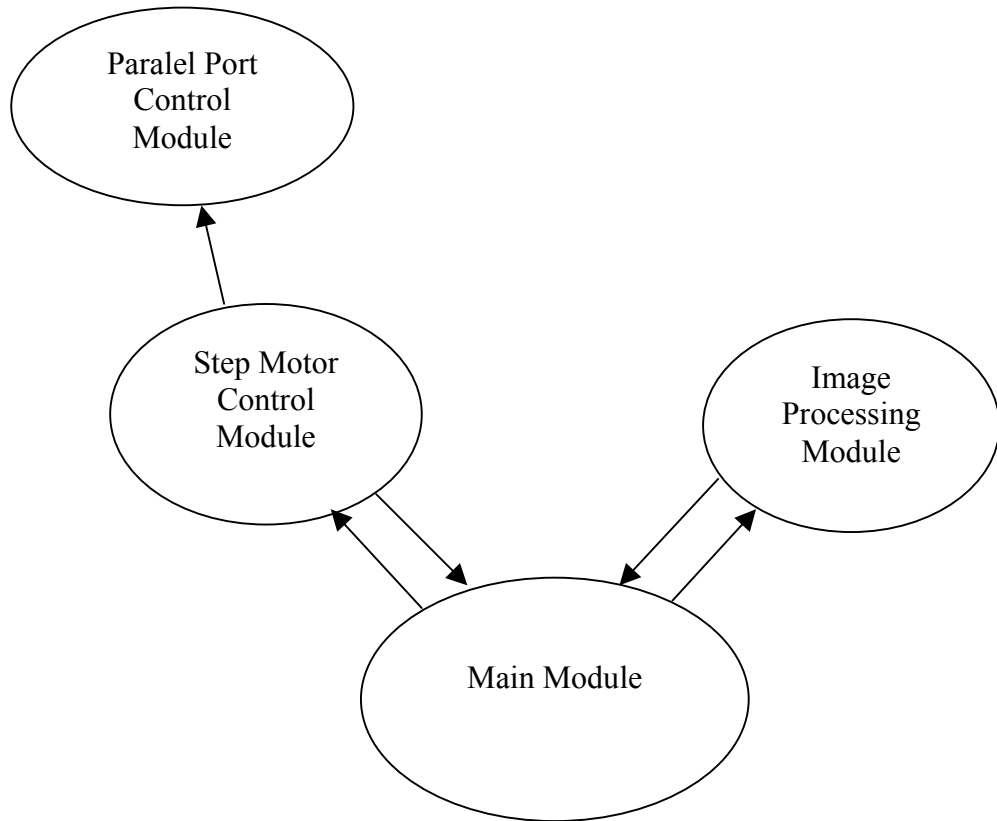 Paralel Port
Control
Module
Step Motor
Control
Module
Image
Processing
Module
Main Module